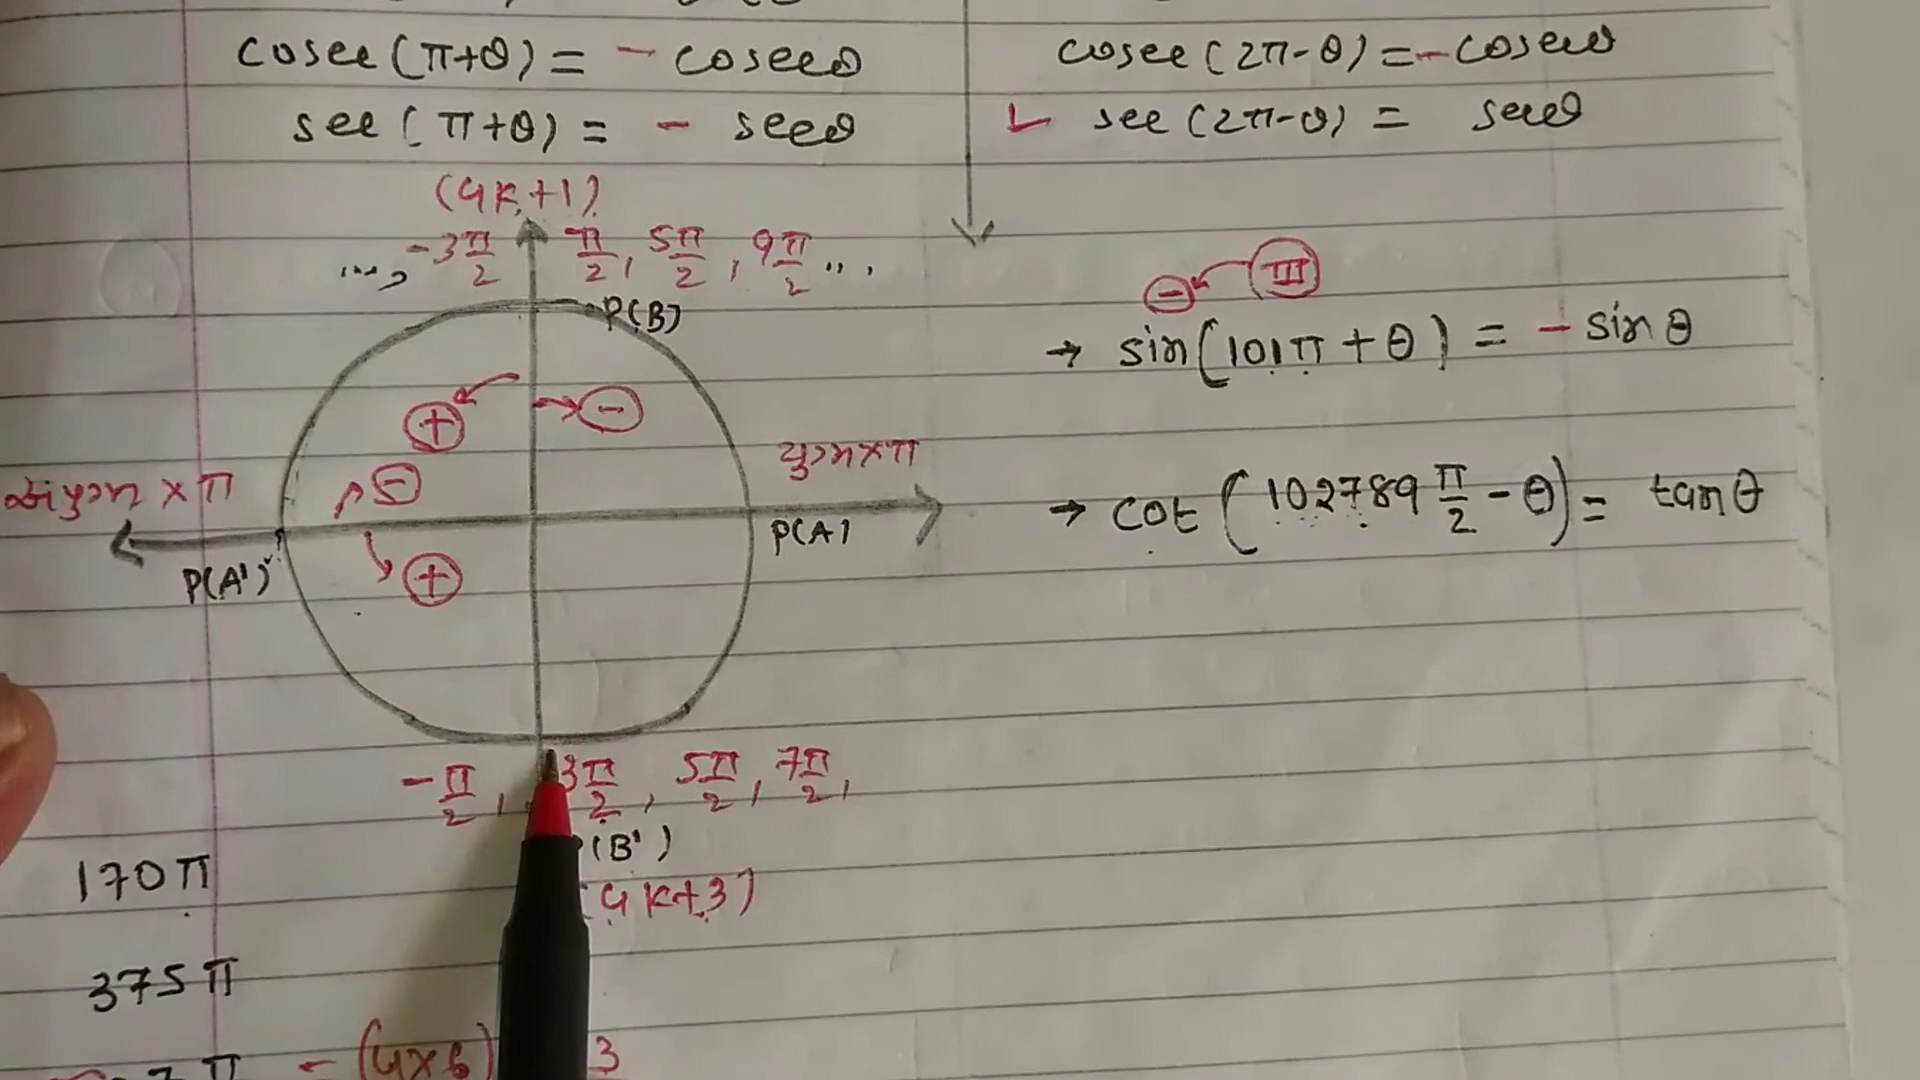 cosec(π+θ) = - cosecθ
sec(π+θ) = - secθ
cosec(2π-θ) = - cosecθ
sec(2π-θ) = secθ
(4K+1)
..., -3π/2 π/2, 5π/2, 9π/2 ...,
P(B)
+ -
-
યુગ્મ×π
અયુગ્મ × π
P(A)
P(A')
+
-π/2, 3π/2, 5π/2, 7π/2,
(B')
(4K+3)
170π
375π
7π = (4×6) 3
- III
→ sin(101π + θ) = - sin θ
→ cot (102789 π/2 - θ) = tan θ